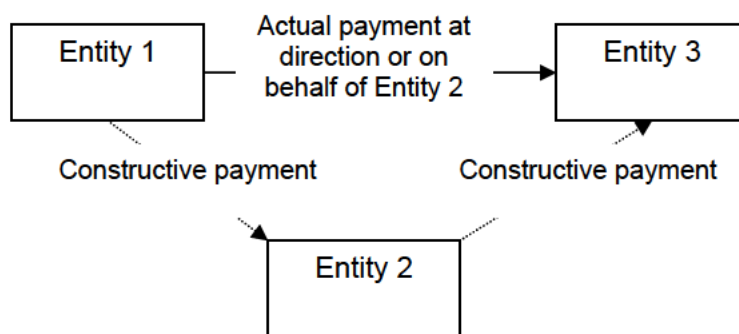 Entity 1
Actual payment at
direction or on
behalf of Entity 2
Entity 3
Constructive payment
Constructive payment
Entity 2